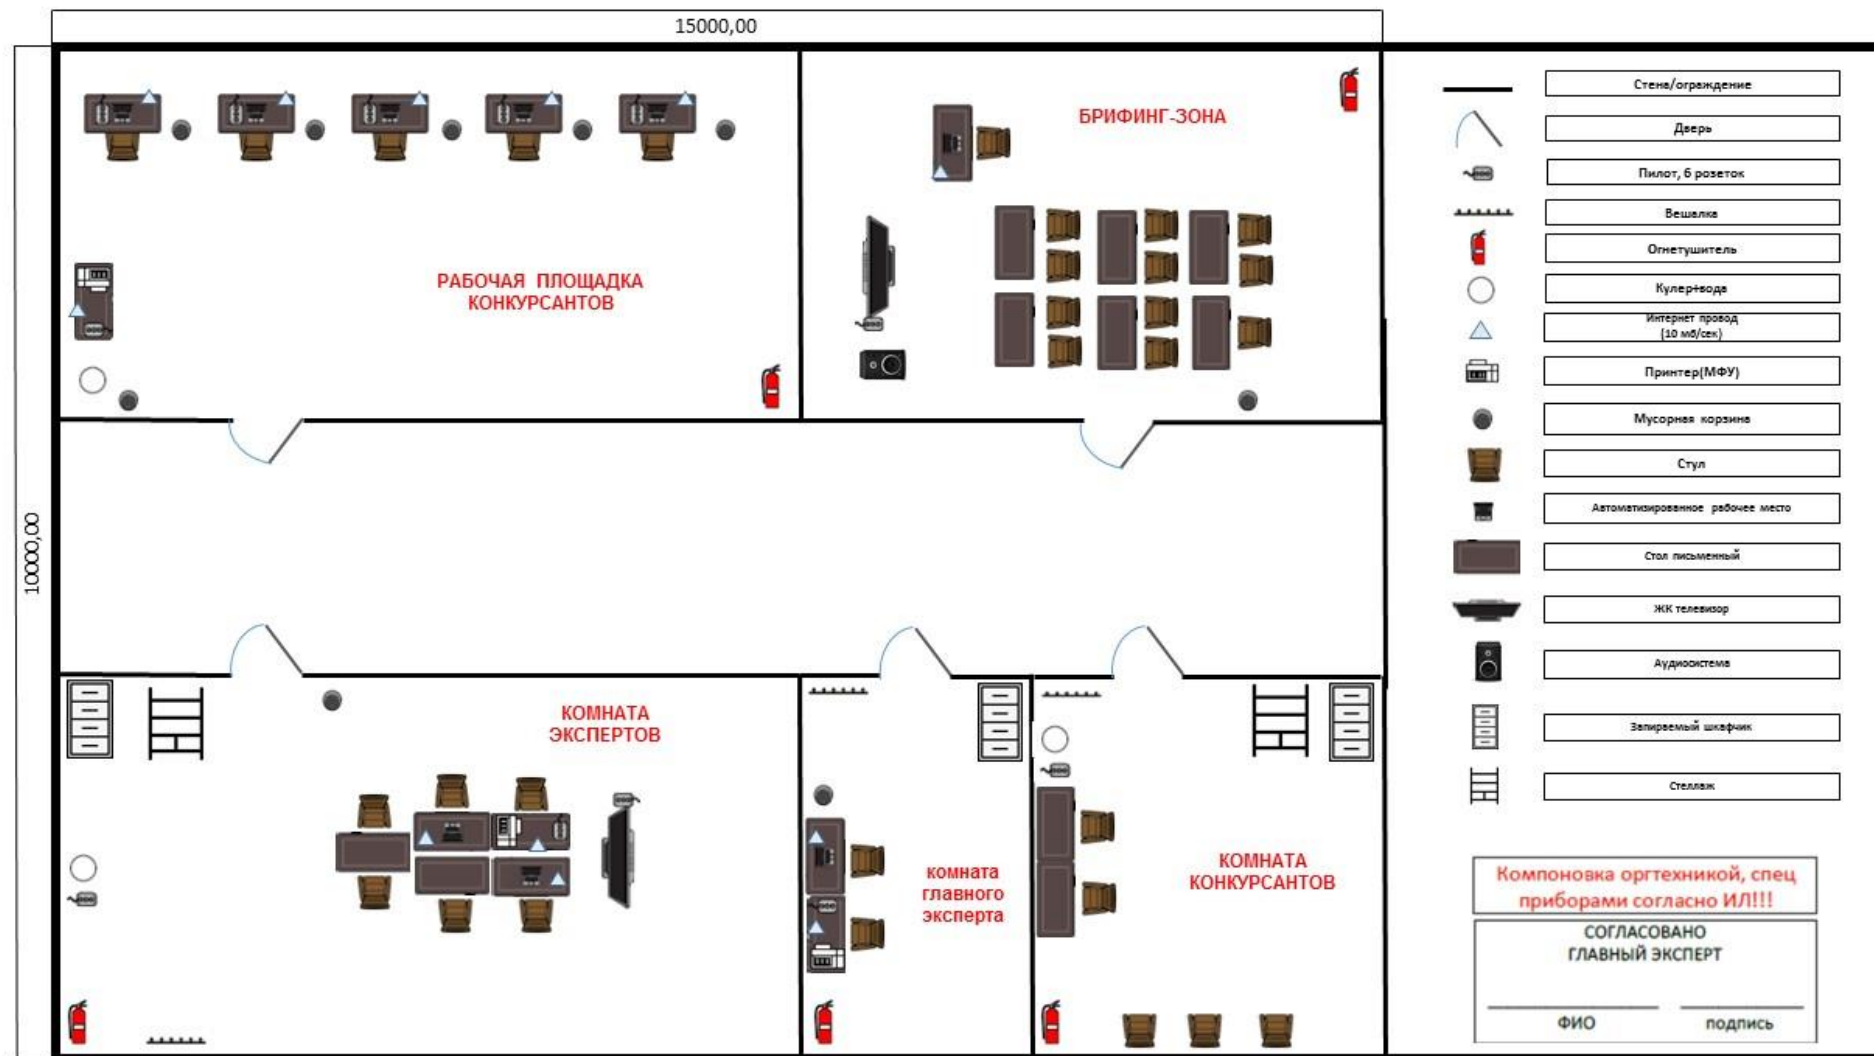 15000,00
10000,00
РАБОЧАЯ ПЛОЩАДКА
КОНКУРСАНТОВ
БРИФИНГ-ЗОНА
КОМНАТА
ЭКСПЕРТОВ
комната
главного
эксперта
КОМНАТА
КОНКУРСАНТОВ
Стена/ограждение
Дверь
Пилот, 6 розеток
Вешалка
Огнетушитель
Кулер+вода
Интернет провод
(10 мб/сек)
Принтер(МФУ)
Мусорная корзина
Стул
Автоматизированное рабочее место
Стол письменный
ЖК телевизор
Аудиосистема
Запираемый шкафчик
Стеллаж
Компоновка оргтехникой, спец
приборами согласно ИЛ!!!
СОГЛАСОВАНО
ГЛАВНЫЙ ЭКСПЕРТ
ФИО подпись